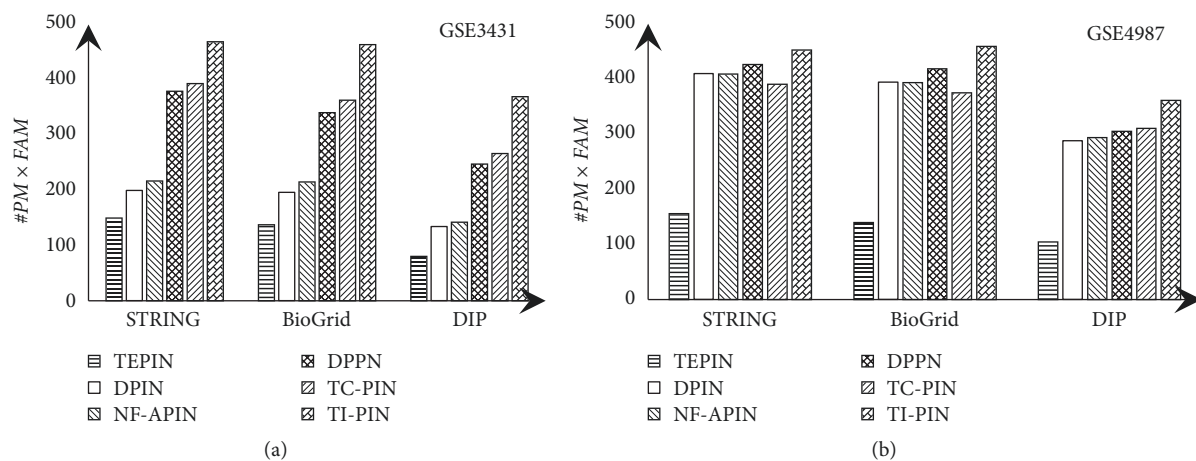 GSE3431
#PM × FAM
500
400
300
200
100
0
STRING BioGrid DIP
TEPIN DPPN
DPIN TC-PIN
NF-APIN TI-PIN
(a)
GSE4987
#PM × FAM
500
400
300
200
100
0
STRING BioGrid DIP
TEPIN DPPN
DPIN TC-PIN
NF-APIN TI-PIN
(b)